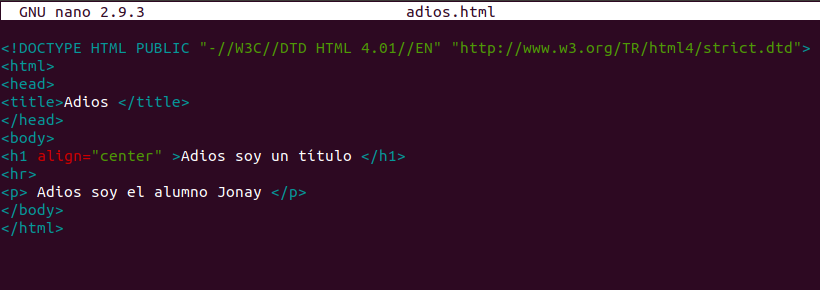 GNU nano 2.9.3 adios.html
<!DOCTYPE HTML PUBLIC "-//W3C//DTD HTML 4.01//EN" "http://www.w3.org/TR/html4/strict.dtd">
<html>
<head>
<title>Adios </title>
</head>
<body>
<h1 align="center" >Adios soy un título </h1>
<hr>
<p> Adios soy el alumno Jonay </p>
</body>
</html>